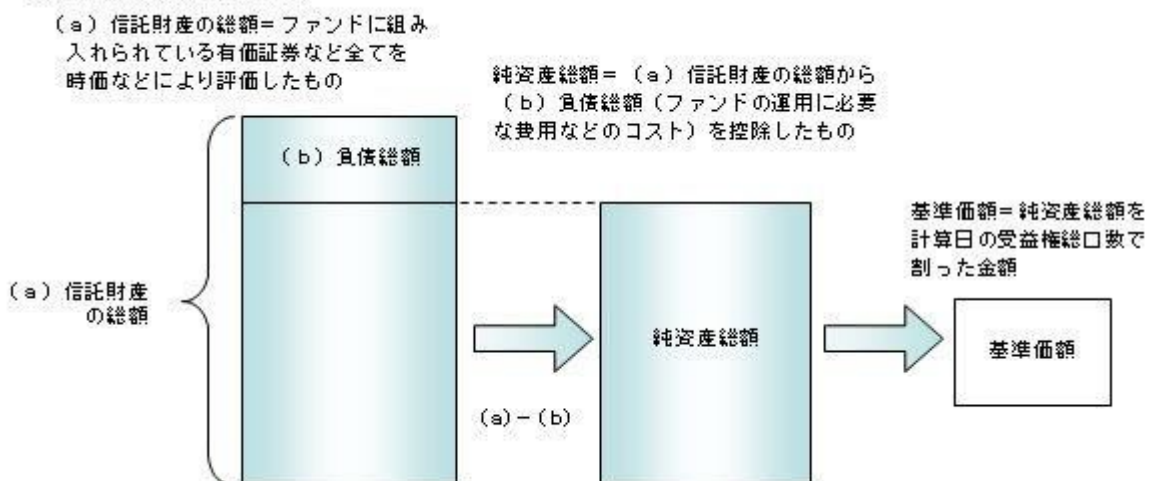 (a)信託財産の総額=ファンドに組み
入れられている有価証券など全てを
時価などにより評価したもの
純資産総額=(a)信託財産の総額から
(b)負債総額(ファンドの運用に必要
な費用などのコスト)を控除したもの
(b)負債総額
基準価額=純資産総額を
計算日の受益権総口数で
割った金額
(a)信託財産
の総額
純資産総額
基準価額
(a)-(b)